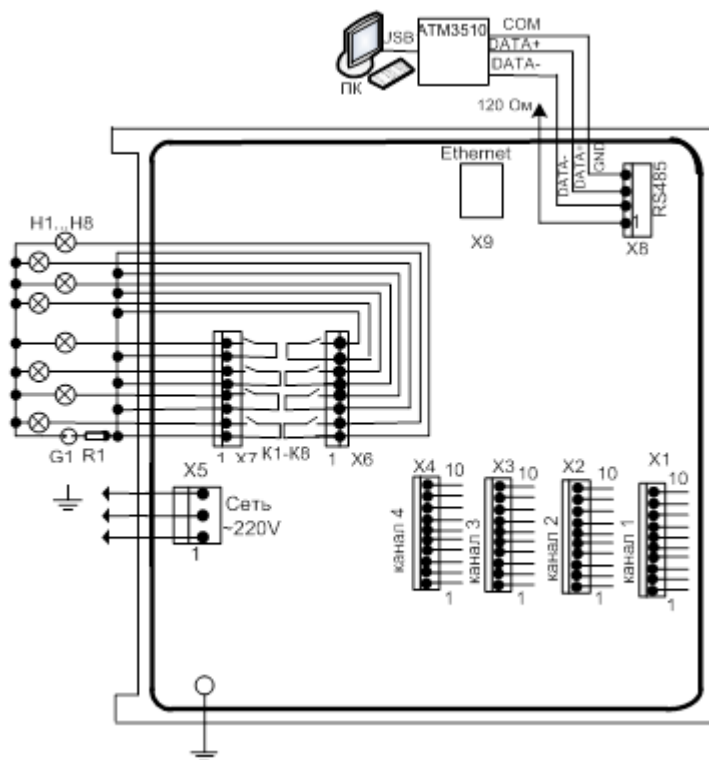 USB
ATM3510
COM
DATA+
DATA-
ПК
120 Ом
Ethernet
X9
DATA-
DATA+
GND
RS485
1
X8
H1...H8
G1
R1
1
X7
K1-K8
1
X6
X5
Сеть
~220V
1
X4
10
канал 4
1
X3
10
канал 3
1
X2
10
канал 2
1
X1
10
канал 1
1